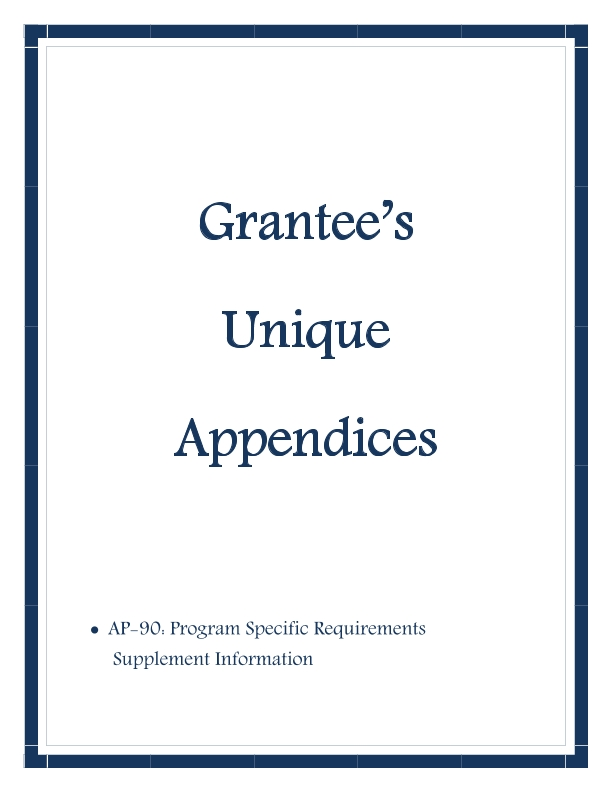 Grantee’s
Unique
Appendices
• AP-90: Program Specific Requirements
Supplement Information